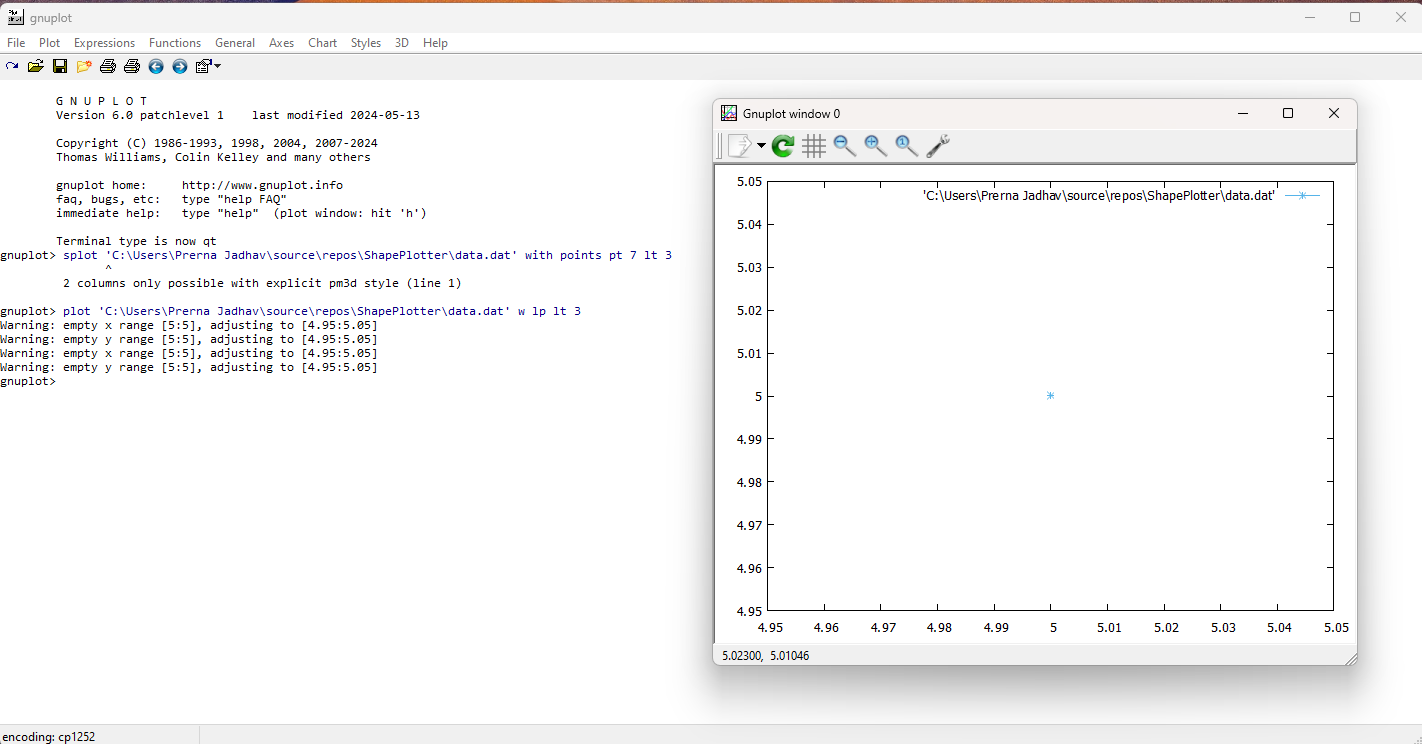 gnuplot
File Plot Expressions Functions General Axes Chart Styles 3D Help
G N U P L O T
Version 6.0 patchlevel 1    last modified 2024-05-13
Copyright (C) 1986-1993, 1998, 2004, 2007-2024
Thomas Williams, Colin Kelley and many others
gnuplot home:     http://www.gnuplot.info
faq, bugs, etc:   type "help FAQ"
immediate help:   type "help"  (plot window: hit 'h')
Terminal type is now qt
gnuplot> splot 'C:\Users\Prerna Jadhav\source\repos\ShapePlotter\data.dat' with points pt 7 lt 3
^
2 columns only possible with explicit pm3d style (line 1)
gnuplot> plot 'C:\Users\Prerna Jadhav\source\repos\ShapePlotter\data.dat' w lp lt 3
Warning: empty x range [5:5], adjusting to [4.95:5.05]
Warning: empty y range [5:5], adjusting to [4.95:5.05]
Warning: empty x range [5:5], adjusting to [4.95:5.05]
Warning: empty y range [5:5], adjusting to [4.95:5.05]
gnuplot>
encoding: cp1252
Gnuplot window 0
1
'C:\Users\Prerna Jadhav\source\repos\ShapePlotter\data.dat'
5.05
5.04
5.03
5.02
5.01
5
4.99
4.98
4.97
4.96
4.95
4.95 4.96 4.97 4.98 4.99 5 5.01 5.02 5.03 5.04 5.05
5.02300, 5.01046